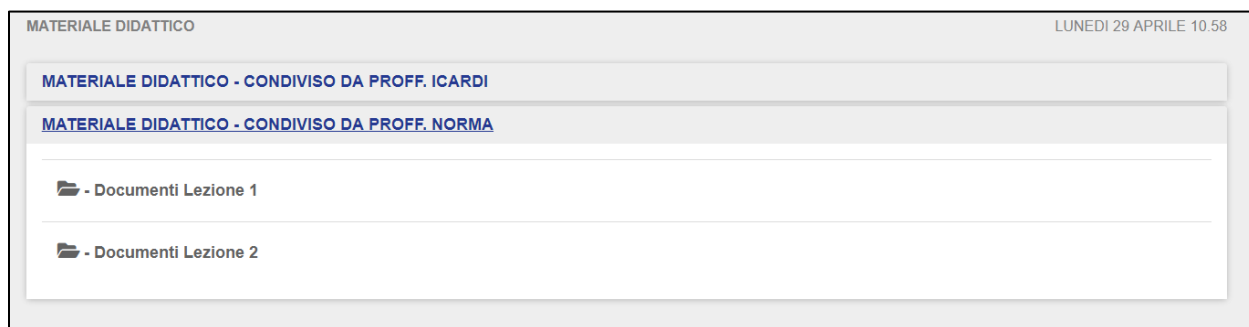 MATERIALE DIDATTICO LUNEDI 29 APRILE 10.58
MATERIALE DIDATTICO - CONDIVISO DA PROFF. ICARDI
MATERIALE DIDATTICO - CONDIVISO DA PROFF. NORMA
- Documenti Lezione 1
- Documenti Lezione 2